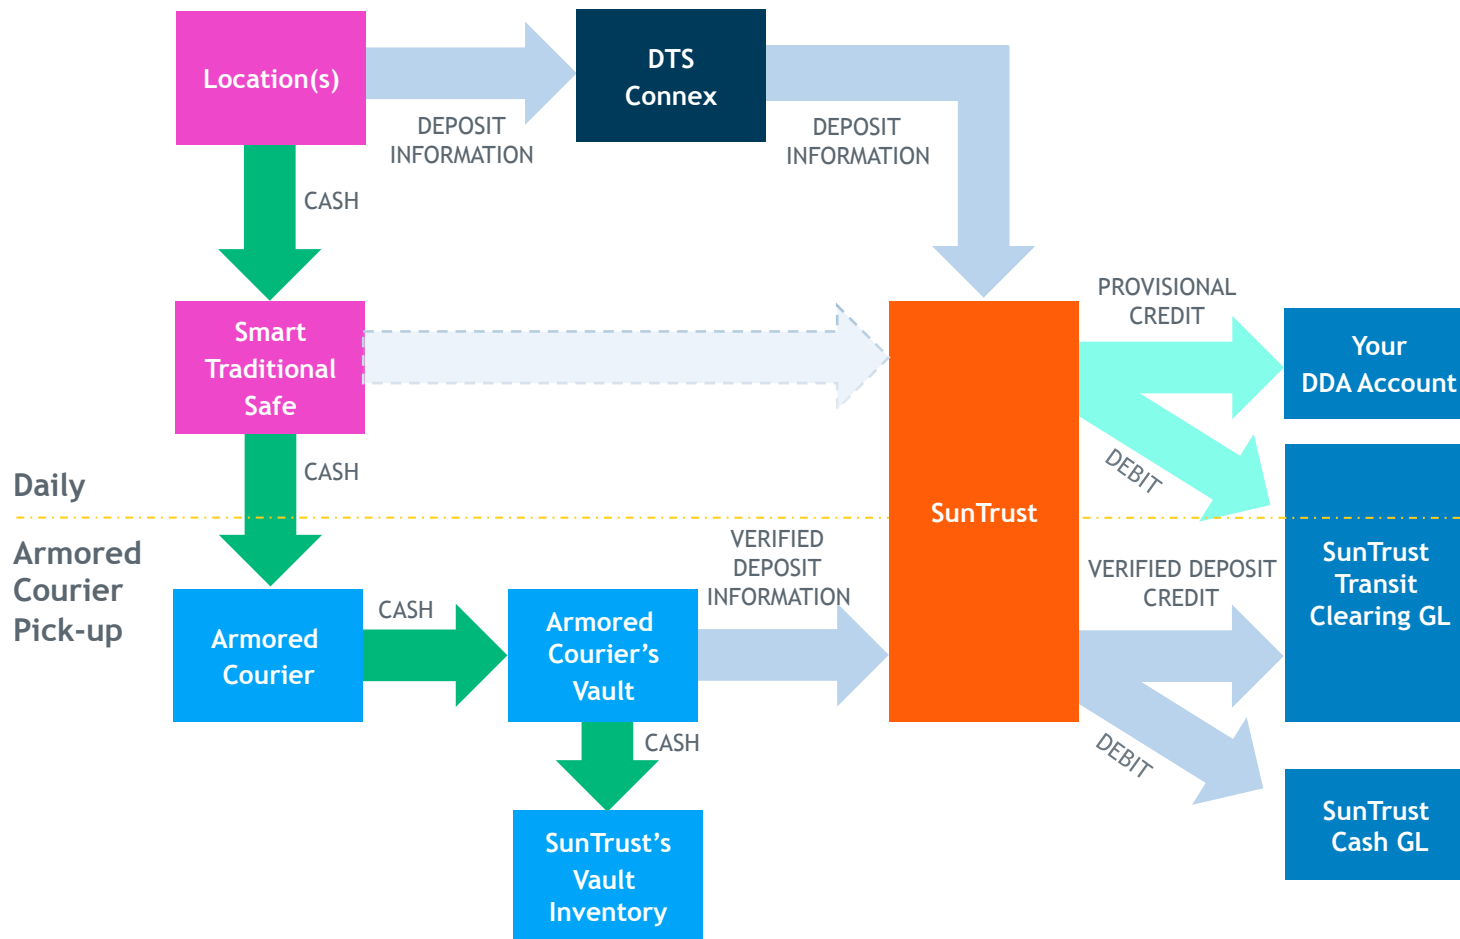 Location(s)
DEPOSIT
INFORMATION
DTS
Connex
DEPOSIT
INFORMATION
CASH
Smart
Traditional
Safe
PROVISIONAL
CREDIT
Your
DDA Account
DEBIT
CASH
Daily
SunTrust
Armored
Courier
Pick-up
Armored
Courier
CASH
Armored
Courier’s
Vault
VERIFIED
DEPOSIT
INFORMATION
VERIFIED DEPOSIT
CREDIT
SunTrust
Transit
Clearing GL
DEBIT
CASH
SunTrust’s
Vault
Inventory
SunTrust
Cash GL